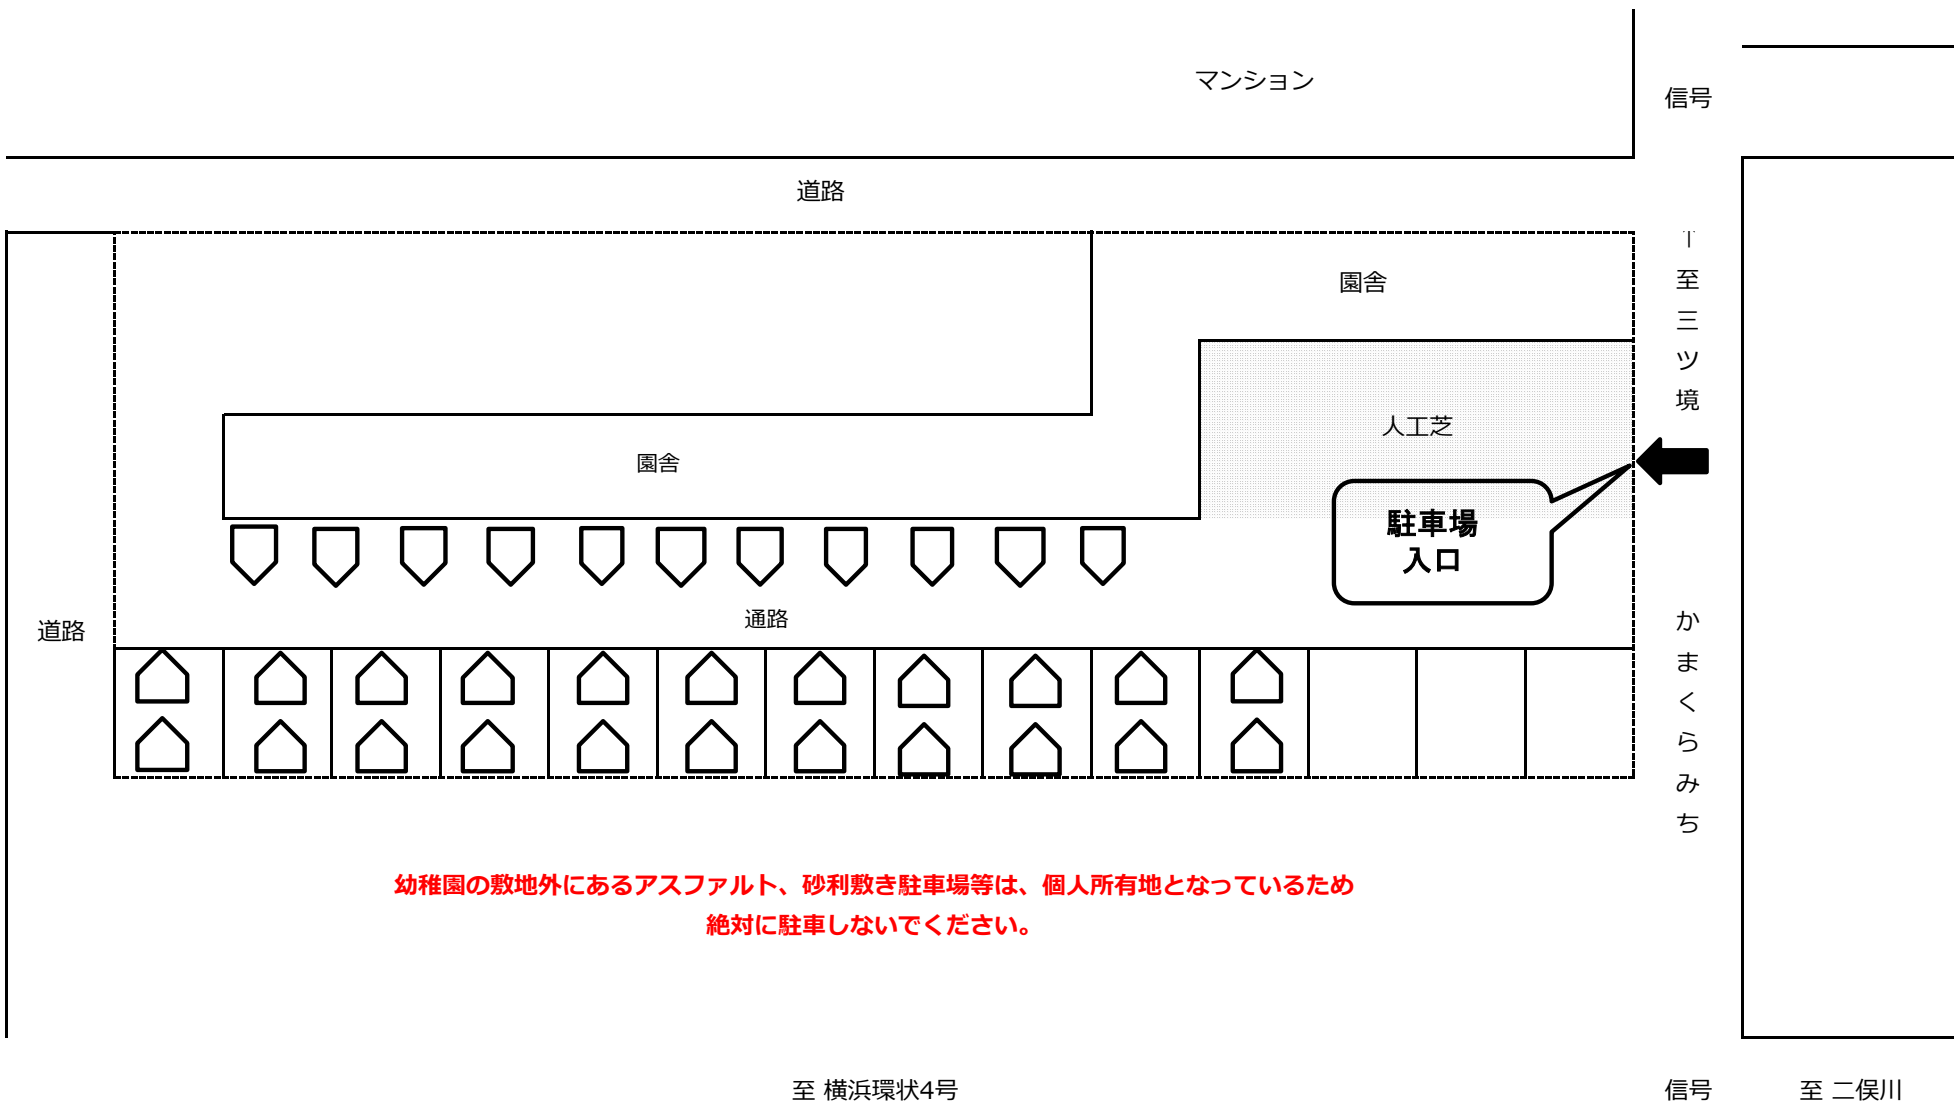 マンション
信号
道路
↑至三ツ境
園舎
人工芝
園舎
駐車場
入口
通路
道路
かまくらみち
幼稚園の敷地外にあるアスファルト、砂利敷き駐車場等は、個人所有地となっているため
絶対に駐車しないでください。
至 横浜環状4号
信号
至 二俣川